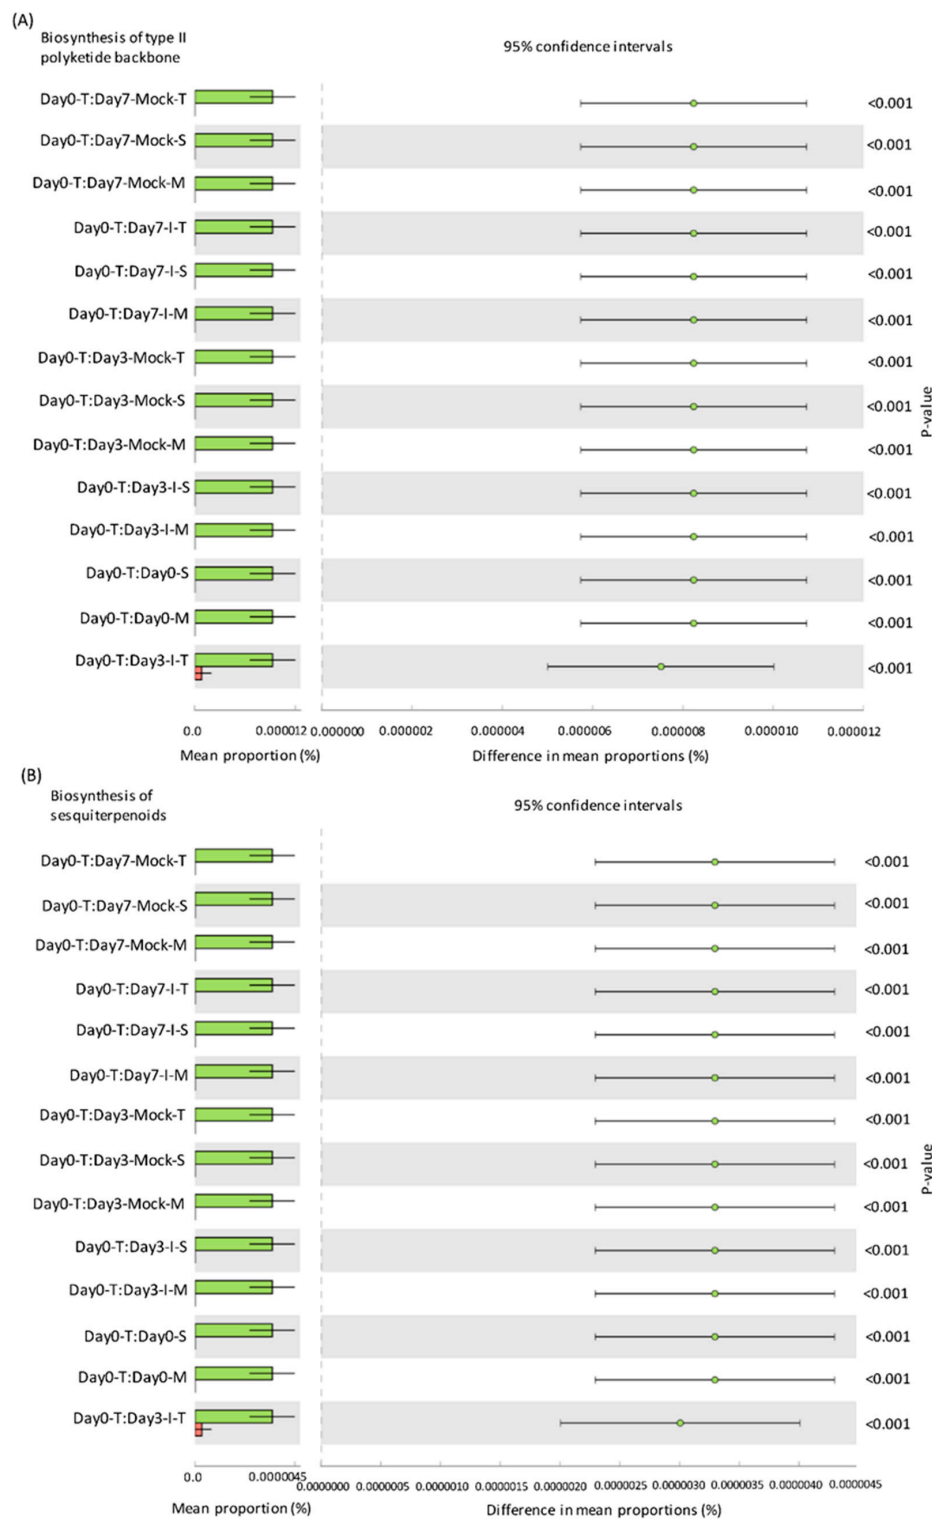 (A)
Biosynthesis of type II
polyketide backbone
95% confidence intervals
Day0-T:Day7-Mock-T <0.001
Day0-T:Day7-Mock-S <0.001
Day0-T:Day7-Mock-M <0.001
Day0-T:Day7-I-T <0.001
Day0-T:Day7-I-S <0.001
Day0-T:Day7-I-M <0.001
Day0-T:Day3-Mock-T <0.001
Day0-T:Day3-Mock-S <0.001
Day0-T:Day3-Mock-M <0.001
Day0-T:Day3-I-S <0.001
Day0-T:Day3-I-M <0.001
Day0-T:Day0-S <0.001
Day0-T:Day0-M <0.001
Day0-T:Day3-I-T <0.001
P-value
0.0 0.000012 0.000000 0.000002 0.000004 0.000006 0.000008 0.000010 0.000012
Mean proportion (%) Difference in mean proportions (%)
(B)
Biosynthesis of
sesquiterpenoids
95% confidence intervals
Day0-T:Day7-Mock-T <0.001
Day0-T:Day7-Mock-S <0.001
Day0-T:Day7-Mock-M <0.001
Day0-T:Day7-I-T <0.001
Day0-T:Day7-I-S <0.001
Day0-T:Day7-I-M <0.001
Day0-T:Day3-Mock-T <0.001
Day0-T:Day3-Mock-S <0.001
Day0-T:Day3-Mock-M <0.001
Day0-T:Day3-I-S <0.001
Day0-T:Day3-I-M <0.001
Day0-T:Day0-S <0.001
Day0-T:Day0-M <0.001
Day0-T:Day3-I-T <0.001
P-value
0.0 0.0000045 0.0000000 0.0000005 0.0000010 0.0000015 0.0000020 0.0000025 0.0000030 0.0000035 0.0000040 0.0000045
Mean proportion (%) Difference in mean proportions (%)